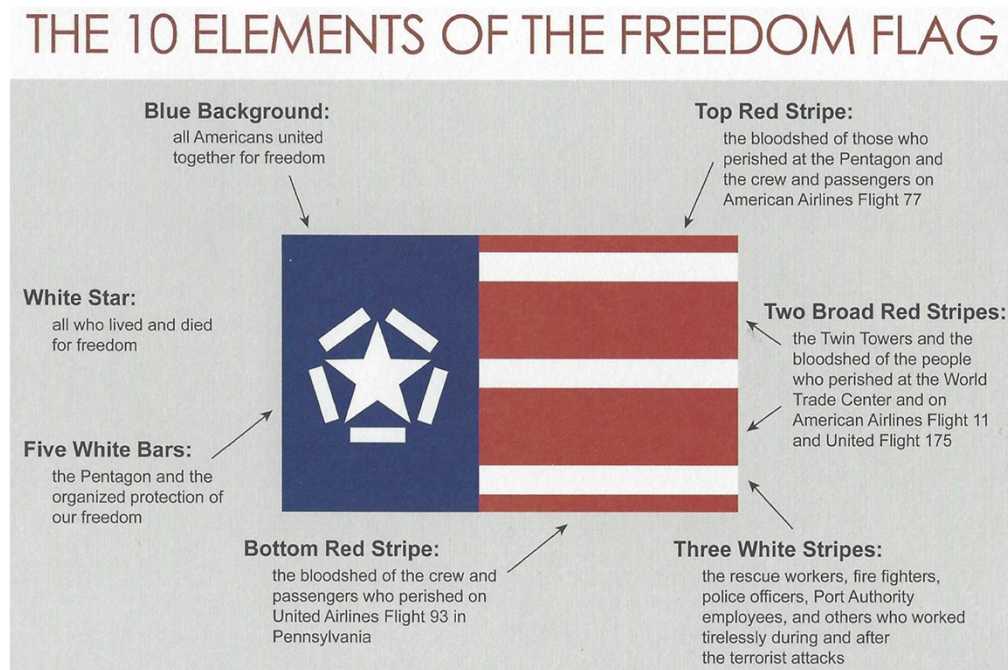 THE 10 ELEMENTS OF THE FREEDOM FLAG
Blue Background:
all Americans united
together for freedom
Top Red Stripe:
the bloodshed of those who
perished at the Pentagon and
the crew and passengers on
American Airlines Flight 77
White Star:
all who lived and died
for freedom
Two Broad Red Stripes:
the Twin Towers and the
bloodshed of the people
who perished at the World
Trade Center and on
American Airlines Flight 11
and United Flight 175
Five White Bars:
the Pentagon and the
organized protection of
our freedom
Bottom Red Stripe:
the bloodshed of the crew and
passengers who perished on
United Airlines Flight 93 in
Pennsylvania
Three White Stripes:
the rescue workers, fire fighters,
police officers, Port Authority
employees, and others who worked
tirelessly during and after
the terrorist attacks